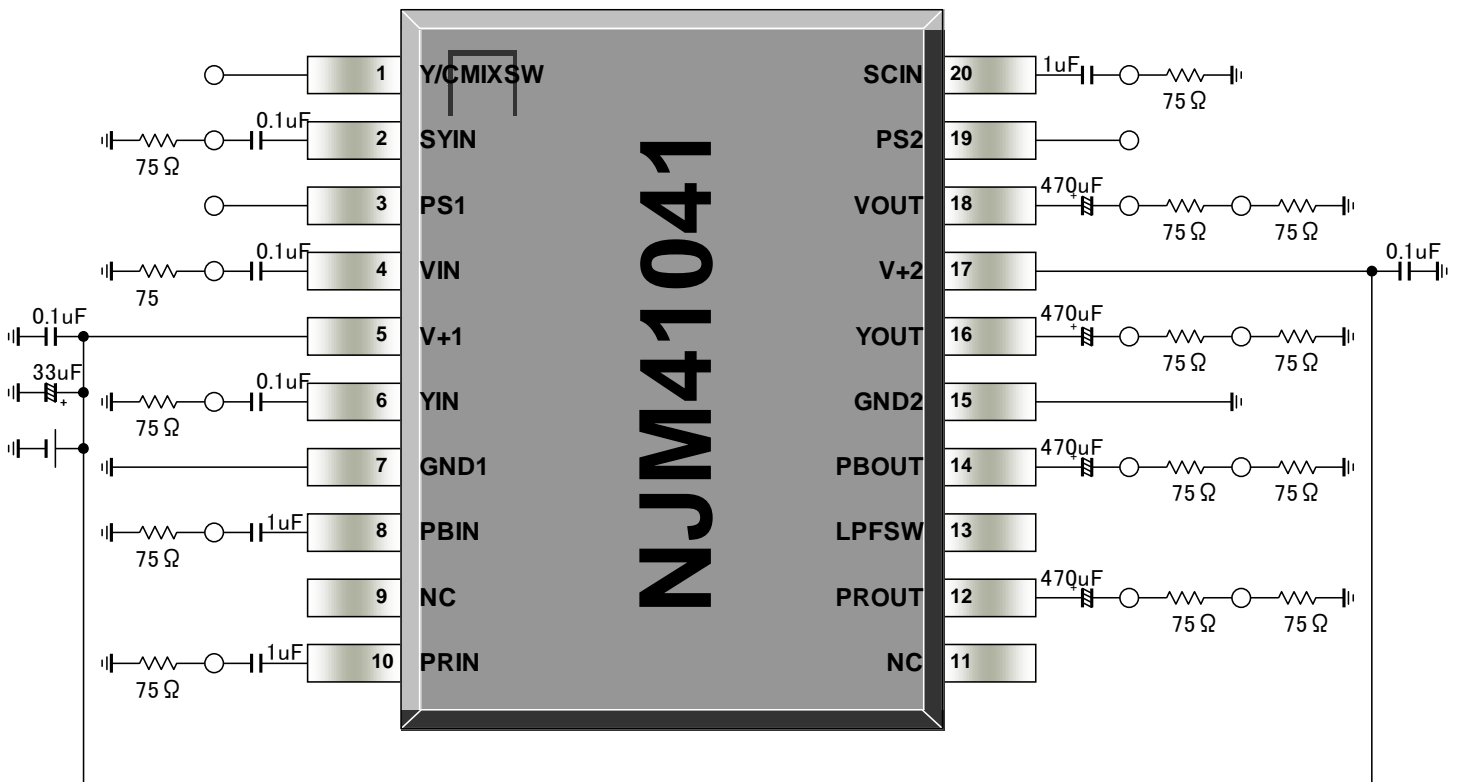 1 Y/CMIXSW
0.1uF
75Ω
2 SYIN
3 PS1
0.1uF
75
4 VIN
0.1uF
5 V+1
33uF
0.1uF
75Ω
6 YIN
7 GND1
1uF
75Ω
8 PBIN
9 NC
1uF
75Ω
10 PRIN
NJM41041
SCIN 20
1uF
75Ω
PS2 19
VOUT 18
470uF
+
75Ω 75Ω
V+2 17
0.1uF
YOUT 16
470uF
+
75Ω 75Ω
GND2 15
PBOUT 14
470uF
+
75Ω 75Ω
LPFSW 13
PROUT 12
470uF
+
75Ω 75Ω
NC 11